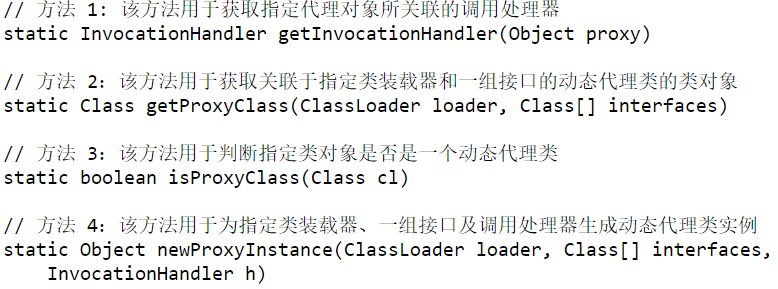 // 方法 1: 该方法用于获取指定代理对象所关联的调用处理器
static InvocationHandler getInvocationHandler(Object proxy)
// 方法 2: 该方法用于获取关联于指定类装载器和一组接口的动态代理类的类对象
static Class getProxyClass(ClassLoader loader, Class[] interfaces)
// 方法 3: 该方法用于判断指定类对象是否是一个动态代理类
static boolean isProxyClass(Class cl)
// 方法 4: 该方法用于为指定类装载器、一组接口及调用处理器生成动态代理类实例
static Object newProxyInstance(ClassLoader loader, Class[] interfaces,
InvocationHandler h)